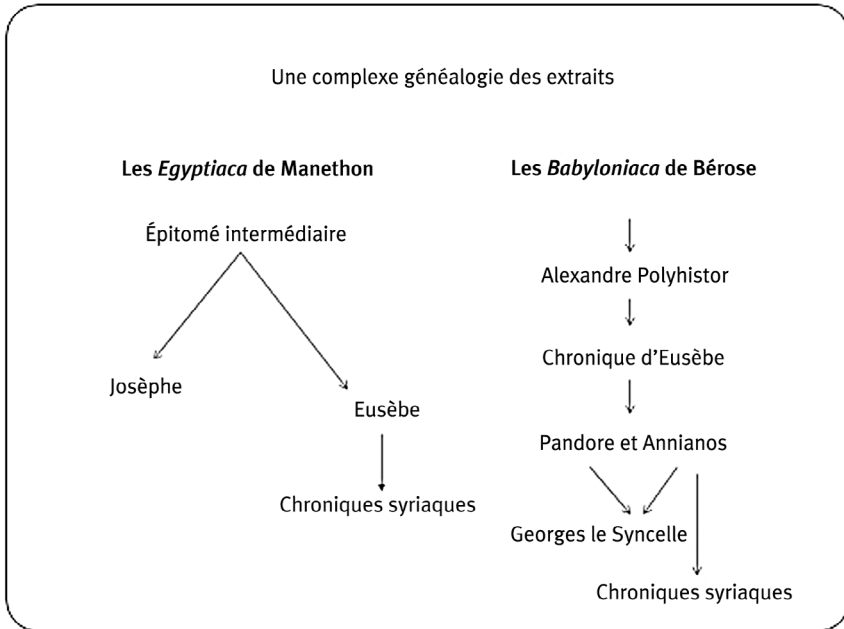 Une complexe généalogie des extraits
Les Egyptiaca de Manethon
Épitomé intermédiaire
Josèphe
Eusèbe
Chroniques syriaques
Les Babyloniaca de Bérose
Alexandre Polyhistor
Chronique d'Eusèbe
Pandore et Annianos
Georges le Syncelle
Chroniques syriaques